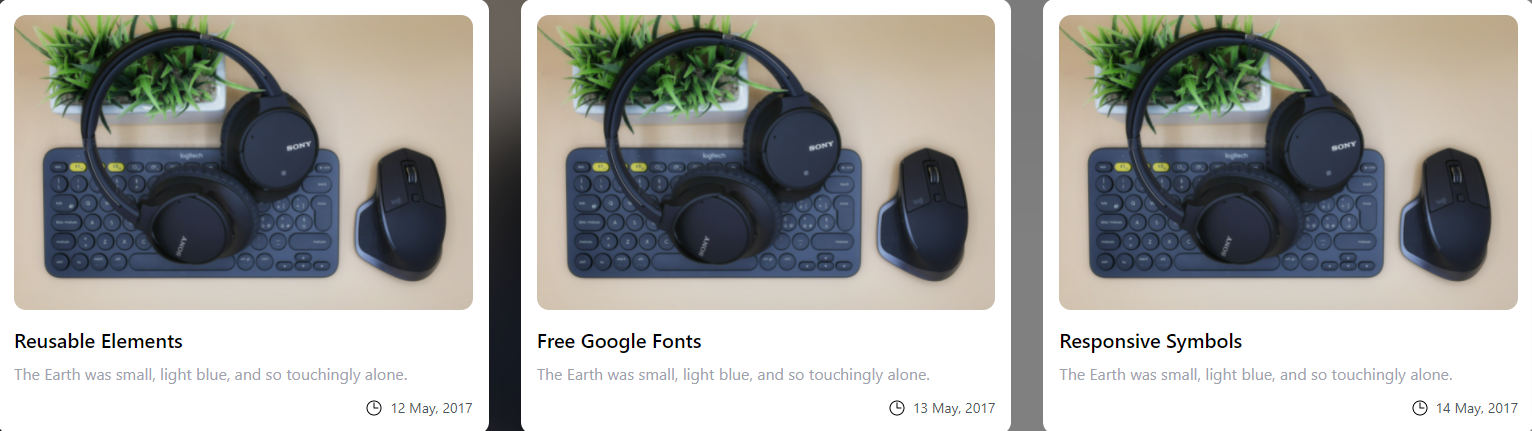 logitech
SONY
SONY
Reusable Elements
The Earth was small, light blue, and so touchingly alone.
12 May, 2017
logitech
SONY
SONY
Free Google Fonts
The Earth was small, light blue, and so touchingly alone.
13 May, 2017
logitech
SONY
SONY
Responsive Symbols
The Earth was small, light blue, and so touchingly alone.
14 May, 2017